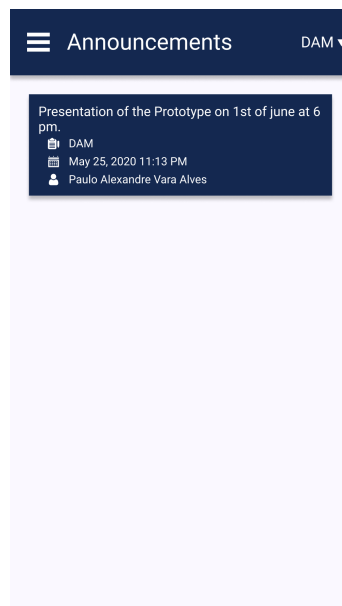 Announcements
DAM
Presentation of the Prototype on 1st of june at 6
pm.
DAM
May 25, 2020 11:13 PM
Paulo Alexandre Vara Alves